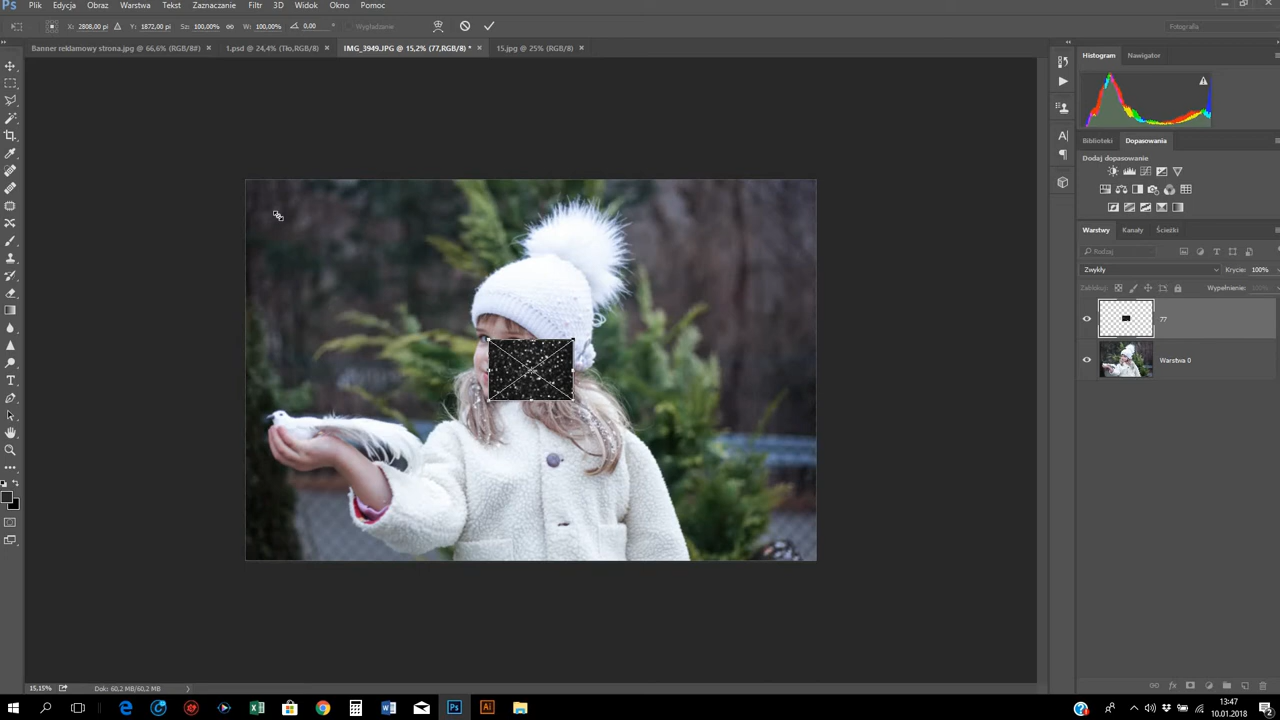 Ps Plik Edycja Obraz Warstwa Tekst Zaznaczanie Filtr 3D Widok Okno Pomoc
X: 2808,00 pi Y: 1872,00 pi Sz: 100,00% W: 100,00% 0,00 Wygładzanie Fotografia
Banner reklamowy strona.jpg @ 66,6% (RGB/8#) × 1.psd @ 24,4% (Tło,RGB/8) × IMG_3949.JPG @ 15,2% (77,RGB/8) * × 15.jpg @ 25% (RGB/8#) ×
Histogram Nawigator
Biblioteki Dopasowania
Dodaj dopasowanie
Warstwy Kanały Ścieżki
Rodzaj
Zwykły Krycie: 100%
Zablokuj: Wypełnienie: 100%
77
Warstwa 0
15,15% Dok: 60,2 MB/60,2 MB
13:47
10.01.2018